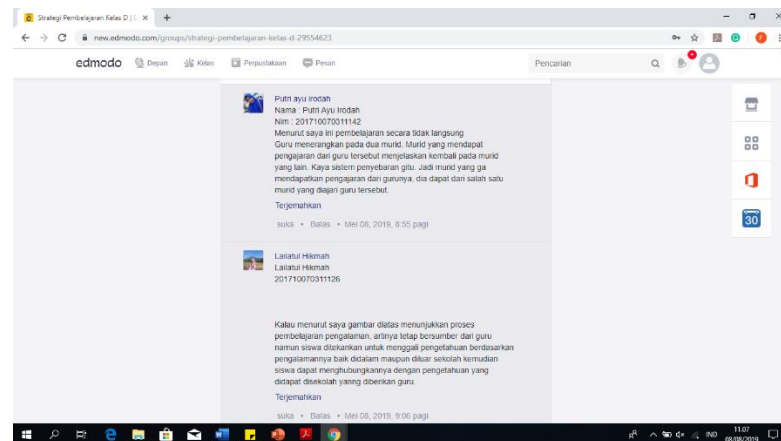 Strategi Pembelajaran Kelas D |
new.edmodo.com/groups/strategi-pembelajaran-kelas-d-29554623
edmodo Depan Kelas Perpustakaan Pesan Pencarian
Putri ayu irodah
Nama : Putri Ayu Irodah
Nim : 201710070311142
Menurut saya ini pembelajaran secara tidak langsung
Guru menerangkan pada dua murid. Murid yang mendapat
pengajaran dari guru tersebut menjelaskan kembali pada murid
yang lain. Kaya sistem penyebaran gitu. Jadi murid yang ga
mendapatkan pengajaran dari gurunya, dia dapat dari salah satu
murid yang diajari guru tersebut.
Terjemahkan
suka • Balas • Mei 08, 2019, 8:55 pagi
Lailatul Hikmah
Lailatul Hikmah
201710070311126
Kalau menurut saya gambar diatas menunjukkan proses
pembelajaran pengalaman, artinya tetap bersumber dari guru
namun siswa ditekankan untuk menggali pengetahuan berdasarkan
pengalamannya baik didalam maupun diluar sekolah kemudian
siswa dapat menghubungkannya dengan pengetahuan yang
didapat disekolah yanng diberikan guru.
Terjemahkan
suka • Balas • Mei 08, 2019, 9:06 pagi
30
IND
11.07
08/08/2019